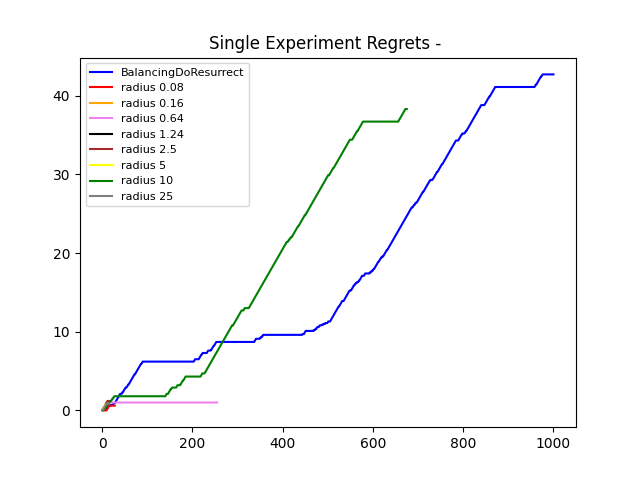 Single Experiment Regrets -
BalancingDoResurrect
radius 0.08
radius 0.16
radius 0.64
radius 1.24
radius 2.5
radius 5
radius 10
radius 25
40
30
20
10
0
0 200 400 600 800 1000